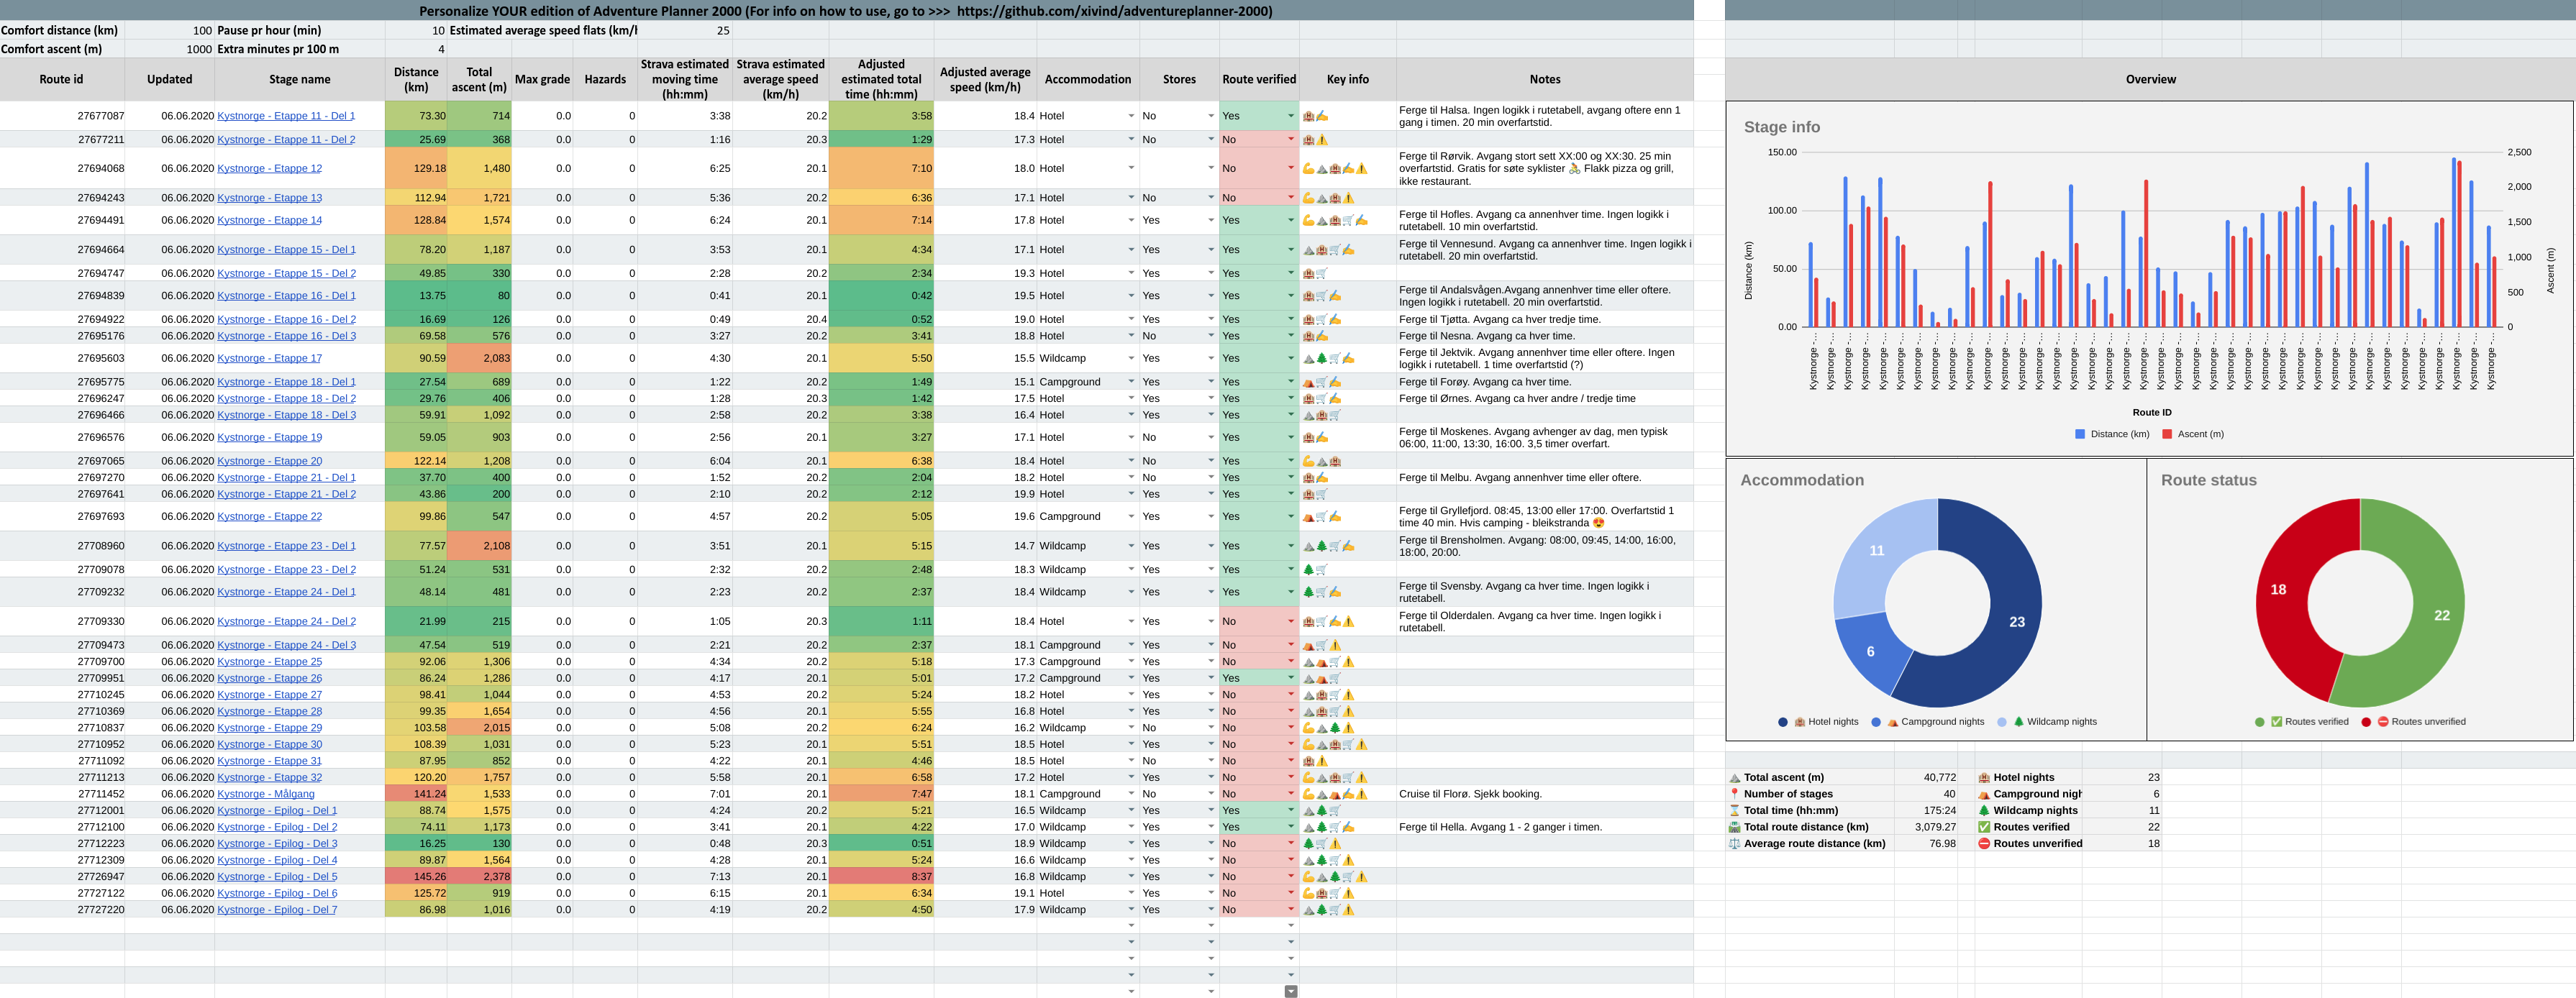 Personalize YOUR edition of Adventure Planner 2000 (For info on how to use, go to >>> https://github.com/xivind/adventureplanner-2000)
Comfort distance (km) 100 Pause pr hour (min) 10 Estimated average speed flats (km/h 25
Comfort ascent (m) 1000 Extra minutes pr 100 m 4
Route id Updated Stage name Distance (km) Total ascent (m) Max grade Hazards Strava estimated moving time (hh:mm) Strava estimated average speed (km/h) Adjusted estimated total time (hh:mm) Adjusted average speed (km/h) Accommodation Stores Route verified Key info Notes
27677087 06.06.2020 Kystnorge - Etappe 11 - Del 1 73.30 714 0.0 0 3:38 20.2 3:58 18.4 Hotel No Yes 🏨✍ Ferge til Halsa. Ingen logikk i rutetabell, avgang oftere enn 1 gang i timen. 20 min overfartstid.
27677211 06.06.2020 Kystnorge - Etappe 11 - Del 2 25.69 368 0.0 0 1:16 20.3 1:29 17.3 Hotel No No 🏨⚠️
27694068 06.06.2020 Kystnorge - Etappe 12 129.18 1,480 0.0 0 6:25 20.1 7:10 18.0 Hotel No 💪⛰️🏨✍⚠️ Ferge til Rørvik. Avgang stort sett XX:00 og XX:30. 25 min overfartstid. Gratis for søte syklister 🚴 Flakk pizza og grill, ikke restaurant.
27694243 06.06.2020 Kystnorge - Etappe 13 112.94 1,721 0.0 0 5:36 20.2 6:36 17.1 Hotel No No 💪⛰️🏨⚠️
27694491 06.06.2020 Kystnorge - Etappe 14 128.84 1,574 0.0 0 6:24 20.1 7:14 17.8 Hotel Yes Yes 💪⛰️🏨🛒✍ Ferge til Hofles. Avgang ca annenhver time. Ingen logikk i rutetabell. 10 min overfartstid.
27694664 06.06.2020 Kystnorge - Etappe 15 - Del 1 78.20 1,187 0.0 0 3:53 20.1 4:34 17.1 Hotel Yes Yes ⛰️🏨🛒✍ Ferge til Vennesund. Avgang ca annenhver time. Ingen logikk i rutetabell. 20 min overfartstid.
27694747 06.06.2020 Kystnorge - Etappe 15 - Del 2 49.85 330 0.0 0 2:28 20.2 2:34 19.3 Hotel Yes Yes 🏨🛒
27694839 06.06.2020 Kystnorge - Etappe 16 - Del 1 13.75 80 0.0 0 0:41 20.1 0:42 19.5 Hotel Yes Yes 🏨🛒✍ Ferge til Andalsvågen.Avgang annenhver time eller oftere. Ingen logikk i rutetabell. 20 min overfartstid.
27694922 06.06.2020 Kystnorge - Etappe 16 - Del 2 16.69 126 0.0 0 0:49 20.4 0:52 19.0 Hotel Yes Yes 🏨🛒✍ Ferge til Tjøtta. Avgang ca hver tredje time.
27695176 06.06.2020 Kystnorge - Etappe 16 - Del 3 69.58 576 0.0 0 3:27 20.2 3:41 18.8 Hotel No Yes 🏨✍ Ferge til Nesna. Avgang ca hver time.
27695603 06.06.2020 Kystnorge - Etappe 17 90.59 2,083 0.0 0 4:30 20.1 5:50 15.5 Wildcamp Yes Yes ⛰️🌲🛒✍ Ferge til Jektvik. Avgang annenhver time eller oftere. Ingen logikk i rutetabell. 1 time overfartstid (?)
27695775 06.06.2020 Kystnorge - Etappe 18 - Del 1 27.54 689 0.0 0 1:22 20.2 1:49 15.1 Campground Yes Yes ⛺🛒✍ Ferge til Forøy. Avgang ca hver time.
27696247 06.06.2020 Kystnorge - Etappe 18 - Del 2 29.76 406 0.0 0 1:28 20.3 1:42 17.5 Hotel Yes Yes 🏨🛒✍ Ferge til Ørnes. Avgang ca hver andre / tredje time
27696466 06.06.2020 Kystnorge - Etappe 18 - Del 3 59.91 1,092 0.0 0 2:58 20.2 3:38 16.4 Hotel Yes Yes ⛰️🏨🛒
27696576 06.06.2020 Kystnorge - Etappe 19 59.05 903 0.0 0 2:56 20.1 3:27 17.1 Hotel No Yes 🏨✍ Ferge til Moskenes. Avgang avhenger av dag, men typisk 06:00, 11:00, 13:30, 16:00. 3,5 timer overfart.
27697065 06.06.2020 Kystnorge - Etappe 20 122.14 1,208 0.0 0 6:04 20.1 6:38 18.4 Hotel No Yes 💪⛰️🏨
27697270 06.06.2020 Kystnorge - Etappe 21 - Del 1 37.70 400 0.0 0 1:52 20.2 2:04 18.2 Hotel No Yes 🏨✍ Ferge til Melbu. Avgang annenhver time eller oftere.
27697641 06.06.2020 Kystnorge - Etappe 21 - Del 2 43.86 200 0.0 0 2:10 20.2 2:12 19.9 Hotel Yes Yes 🏨🛒
27697693 06.06.2020 Kystnorge - Etappe 22 99.86 547 0.0 0 4:57 20.2 5:05 19.6 Campground Yes Yes ⛺🛒✍ Ferge til Gryllefjord. 08:45, 13:00 eller 17:00. Overfartstid 1 time 40 min. Hvis camping - bleikstranda 😍
27708960 06.06.2020 Kystnorge - Etappe 23 - Del 1 77.57 2,108 0.0 0 3:51 20.1 5:15 14.7 Wildcamp Yes Yes ⛰️🌲🛒✍ Ferge til Brensholmen. Avgang: 08:00, 09:45, 14:00, 16:00, 18:00, 20:00.
27709078 06.06.2020 Kystnorge - Etappe 23 - Del 2 51.24 531 0.0 0 2:32 20.2 2:48 18.3 Wildcamp Yes Yes 🌲🛒
27709232 06.06.2020 Kystnorge - Etappe 24 - Del 1 48.14 481 0.0 0 2:23 20.2 2:37 18.4 Wildcamp Yes Yes 🌲🛒✍ Ferge til Svensby. Avgang ca hver time. Ingen logikk i rutetabell.
27709330 06.06.2020 Kystnorge - Etappe 24 - Del 2 21.99 215 0.0 0 1:05 20.3 1:11 18.4 Hotel Yes No 🏨🛒✍⚠️ Ferge til Olderdalen. Avgang ca hver time. Ingen logikk i rutetabell.
27709473 06.06.2020 Kystnorge - Etappe 24 - Del 3 47.54 519 0.0 0 2:21 20.2 2:37 18.1 Campground Yes No ⛺🛒⚠️
27709700 06.06.2020 Kystnorge - Etappe 25 92.06 1,306 0.0 0 4:34 20.2 5:18 17.3 Campground Yes No ⛰️⛺🛒⚠️
27709951 06.06.2020 Kystnorge - Etappe 26 86.24 1,286 0.0 0 4:17 20.1 5:01 17.2 Campground Yes Yes ⛰️⛺🛒
27710245 06.06.2020 Kystnorge - Etappe 27 98.41 1,044 0.0 0 4:53 20.2 5:24 18.2 Hotel Yes No ⛰️🏨🛒⚠️
27710369 06.06.2020 Kystnorge - Etappe 28 99.35 1,654 0.0 0 4:56 20.2 5:55 16.8 Hotel Yes No ⛰️🏨🛒⚠️
27710837 06.06.2020 Kystnorge - Etappe 29 103.58 2,015 0.0 0 5:08 20.2 6:24 16.2 Wildcamp No No 💪⛰️🌲⚠️
27710952 06.06.2020 Kystnorge - Etappe 30 108.39 1,031 0.0 0 5:23 20.1 5:51 18.5 Hotel Yes No 💪⛰️🏨🛒⚠️
27711092 06.06.2020 Kystnorge - Etappe 31 87.95 852 0.0 0 4:22 20.1 4:46 18.5 Hotel No No 🏨⚠️
27711213 06.06.2020 Kystnorge - Etappe 32 120.20 1,757 0.0 0 5:58 20.1 6:58 17.2 Hotel Yes No 💪⛰️🏨🛒⚠️
27711452 06.06.2020 Kystnorge - Målgang 141.24 1,533 0.0 0 7:01 20.1 7:47 18.1 Campground No No 💪⛰️⛺✍⚠️ Cruise til Florø. Sjekk booking.
27712001 06.06.2020 Kystnorge - Epilog - Del 1 88.74 1,575 0.0 0 4:24 20.2 5:21 16.5 Wildcamp Yes Yes ⛰️🌲🛒
27712100 06.06.2020 Kystnorge - Epilog - Del 2 74.11 1,173 0.0 0 3:41 20.1 4:22 17.0 Wildcamp Yes Yes ⛰️🌲🛒✍ Ferge til Hella. Avgang 1 - 2 ganger i timen.
27712223 06.06.2020 Kystnorge - Epilog - Del 3 16.25 130 0.0 0 0:48 20.3 0:51 18.9 Wildcamp Yes No 🌲🛒⚠️
27712309 06.06.2020 Kystnorge - Epilog - Del 4 89.87 1,564 0.0 0 4:28 20.1 5:24 16.6 Wildcamp Yes No ⛰️🌲🛒⚠️
27726947 06.06.2020 Kystnorge - Epilog - Del 5 145.26 2,378 0.0 0 7:13 20.1 8:37 16.8 Wildcamp Yes No 💪⛰️🌲🛒⚠️
27727122 06.06.2020 Kystnorge - Epilog - Del 6 125.72 919 0.0 0 6:15 20.1 6:34 19.1 Hotel Yes No 💪🏨🛒⚠️
27727220 06.06.2020 Kystnorge - Epilog - Del 7 86.98 1,016 0.0 0 4:19 20.2 4:50 17.9 Wildcamp Yes No ⛰️🌲🛒⚠️
Overview
Stage info
150.00 2,500
2,000
100.00 1,500
1,000
50.00
500
0.00 0
Distance (km)
Ascent (m)
Kystnorge -… Kystnorge -… Kystnorge -… Kystnorge -… Kystnorge -… Kystnorge -… Kystnorge -… Kystnorge -… Kystnorge -… Kystnorge -… Kystnorge -… Kystnorge -… Kystnorge -… Kystnorge -… Kystnorge -… Kystnorge -… Kystnorge -… Kystnorge -… Kystnorge -… Kystnorge -… Kystnorge -… Kystnorge -… Kystnorge -… Kystnorge -… Kystnorge -… Kystnorge -… Kystnorge -… Kystnorge -… Kystnorge -… Kystnorge -… Kystnorge -… Kystnorge -… Kystnorge -… Kystnorge -… Kystnorge -… Kystnorge -… Kystnorge -… Kystnorge -… Kystnorge -… Kystnorge -…
Route ID
Distance (km) Ascent (m)
Accommodation
11
23
6
🏨 Hotel nights ⛺ Campground nights 🌲 Wildcamp nights
Route status
18
22
✅ Routes verified ⛔ Routes unverified
⛰️ Total ascent (m) 40,772 🏨 Hotel nights 23
📍 Number of stages 40 ⛺ Campground nigh 6
⌛ Total time (hh:mm) 175:24 🌲 Wildcamp nights 11
🛣️ Total route distance (km) 3,079.27 ✅ Routes verified 22
⚖️ Average route distance (km) 76.98 ⛔ Routes unverified 18